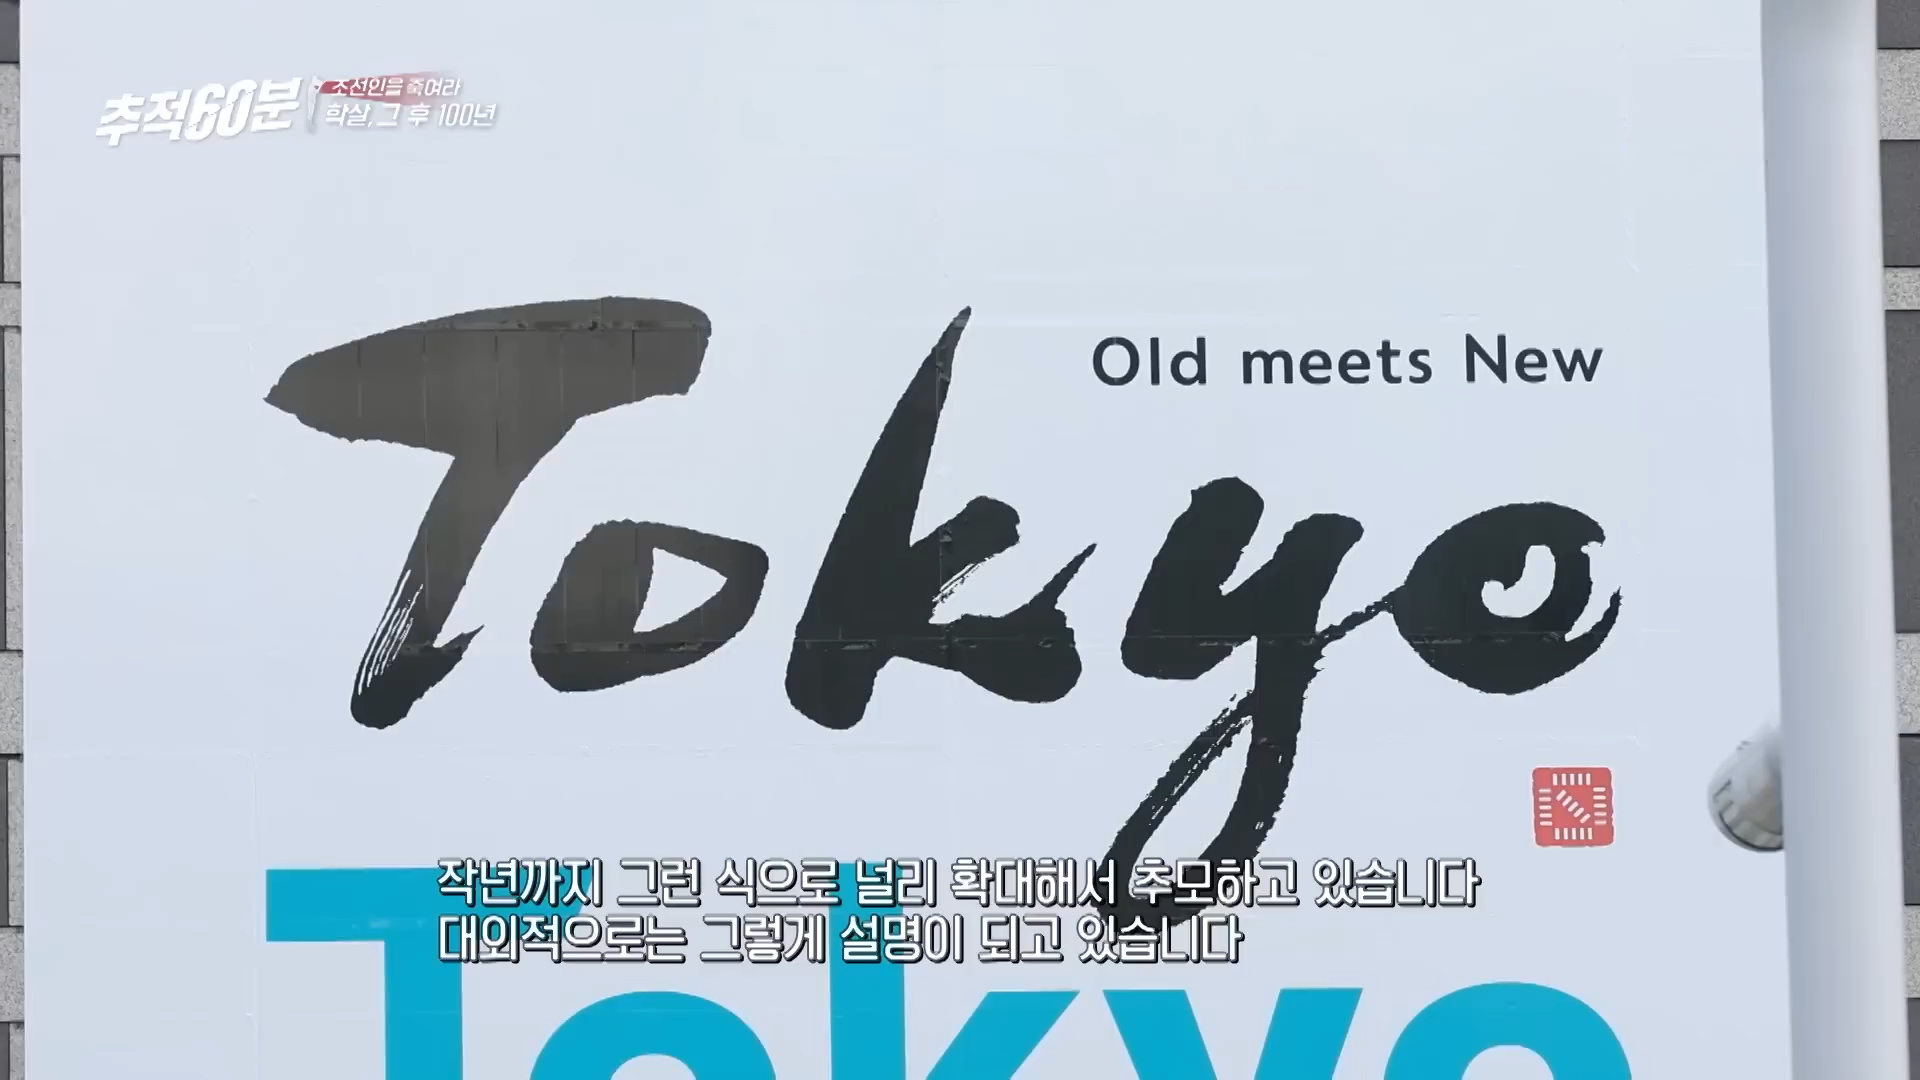 추적60분
조선인을 죽여라
학살, 그 후 100년
Old meets New
Tokyo
Tokyo
작년까지 그런 식으로 널리 확대해서 추모하고 있습니다
대외적으로는 그렇게 설명이 되고 있습니다